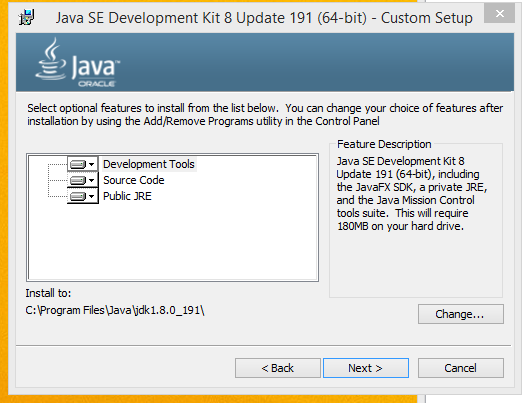 Java SE Development Kit 8 Update 191 (64-bit) - Custom Setup
Java™
ORACLE
Select optional features to install from the list below. You can change your choice of features after
installation by using the Add/Remove Programs utility in the Control Panel
Development Tools
Source Code
Public JRE
Feature Description
Java SE Development Kit 8
Update 191 (64-bit), including
the JavaFX SDK, a private JRE,
and the Java Mission Control
tools suite. This will require
180MB on your hard drive.
Install to:
C:\Program Files\Java\jdk1.8.0_191\
Change...
< Back
Next >
Cancel